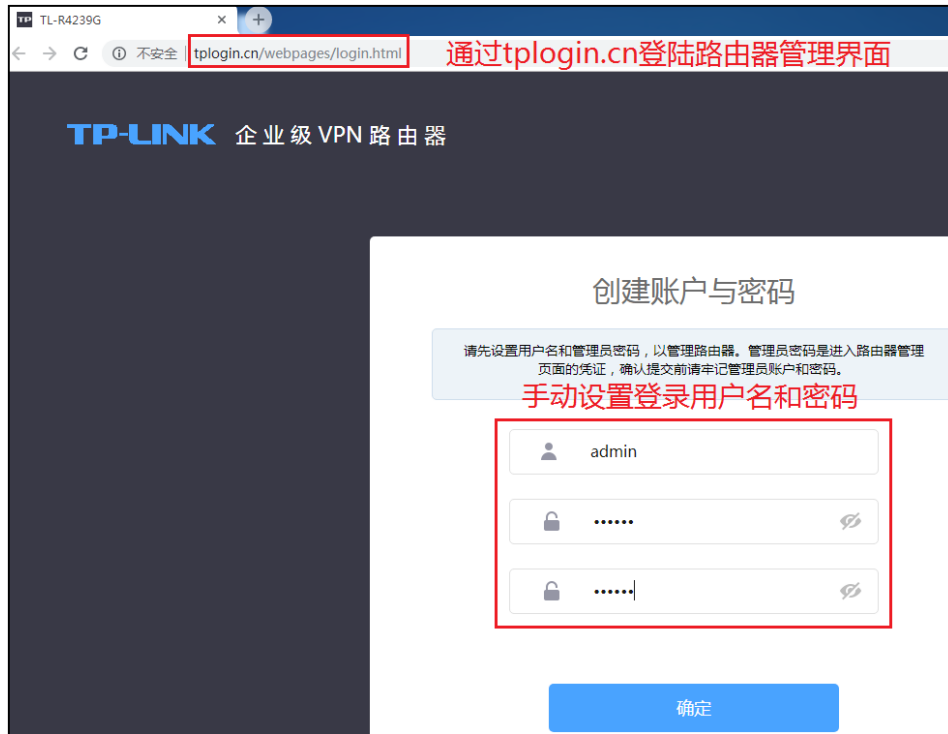 TP TL-R4239G
不安全 tplogin.cn/webpages/login.html 通过tplogin.cn登陆路由器管理界面
TP-LINK 企业级 VPN 路由器
创建账户与密码
请先设置用户名和管理员密码，以管理路由器。管理员密码是进入路由器管理
页面的凭证，确认提交前请牢记管理员账户和密码。
手动设置登录用户名和密码
admin
••••••
••••••
确定